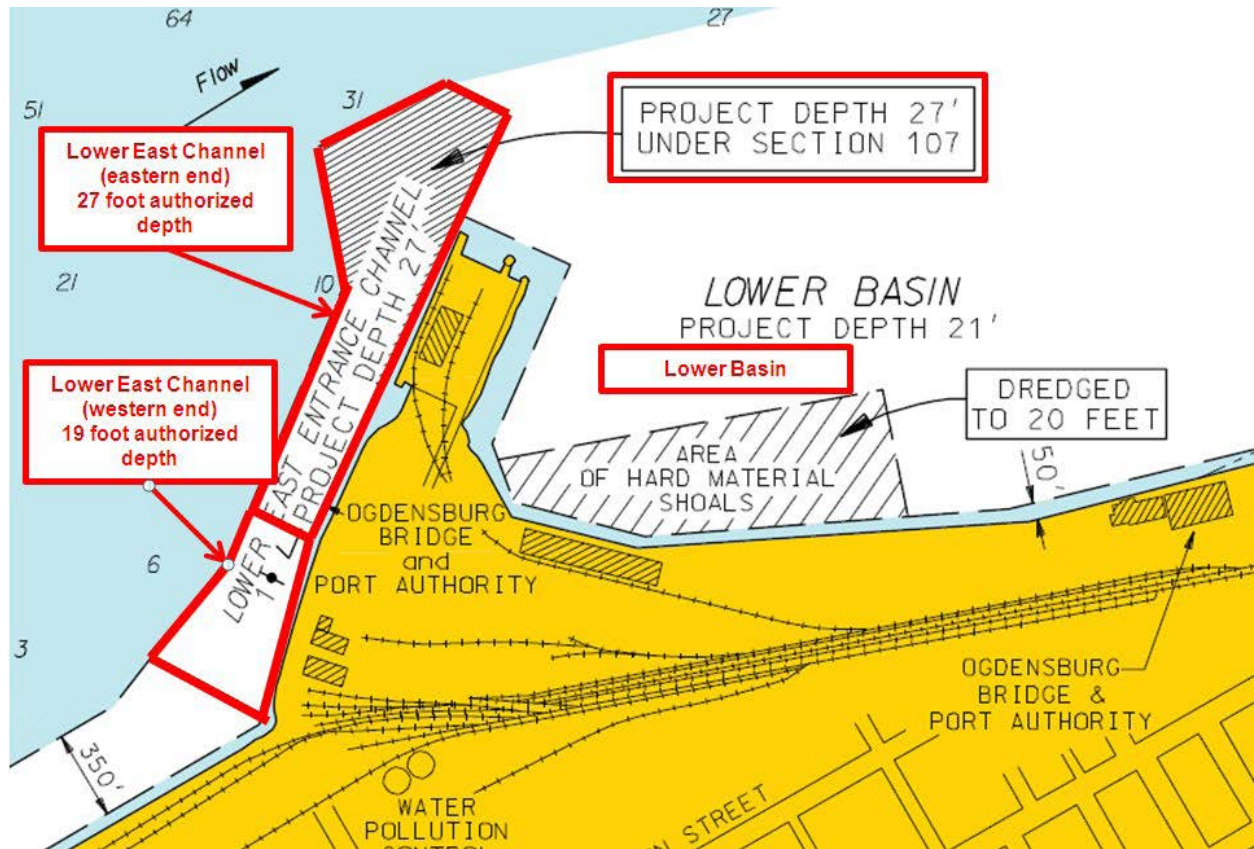 64
27
Flow
51
31
PROJECT DEPTH 27'
UNDER SECTION 107
Lower East Channel
(eastern end)
27 foot authorized
depth
21
10
LOWER EAST ENTRANCE CHANNEL
PROJECT DEPTH 27'
LOWER BASIN
PROJECT DEPTH 21'
Lower Basin
Lower East Channel
(western end)
19 foot authorized
depth
DREDGED
TO 20 FEET
AREA
OF HARD MATERIAL
SHOALS
50'
OGDENSBURG
BRIDGE
and
PORT AUTHORITY
6
3
350'
OGDENSBURG
BRIDGE &
PORT AUTHORITY
WATER
POLLUTION
STREET